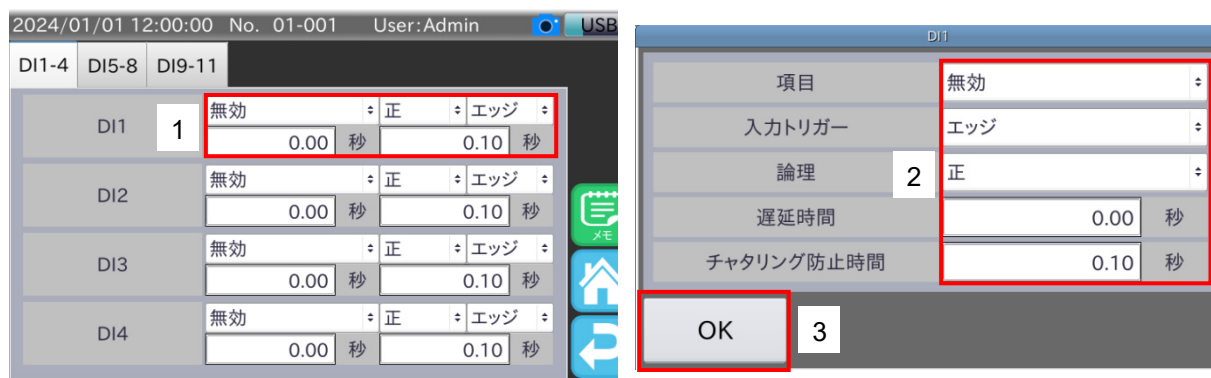 2024/01/01 12:00:00 No. 01-001 User:Admin USB
DI1-4 DI5-8 DI9-11
DI1 1 無効 正 エッジ
0.00 秒 0.10 秒
DI2 無効 正 エッジ
0.00 秒 0.10 秒
DI3 無効 正 エッジ
0.00 秒 0.10 秒
DI4 無効 正 エッジ
0.00 秒 0.10 秒
メモ
DI1
項目 無効
入力トリガー エッジ
論理 2 正
遅延時間 0.00 秒
チャタリング防止時間 0.10 秒
OK 3